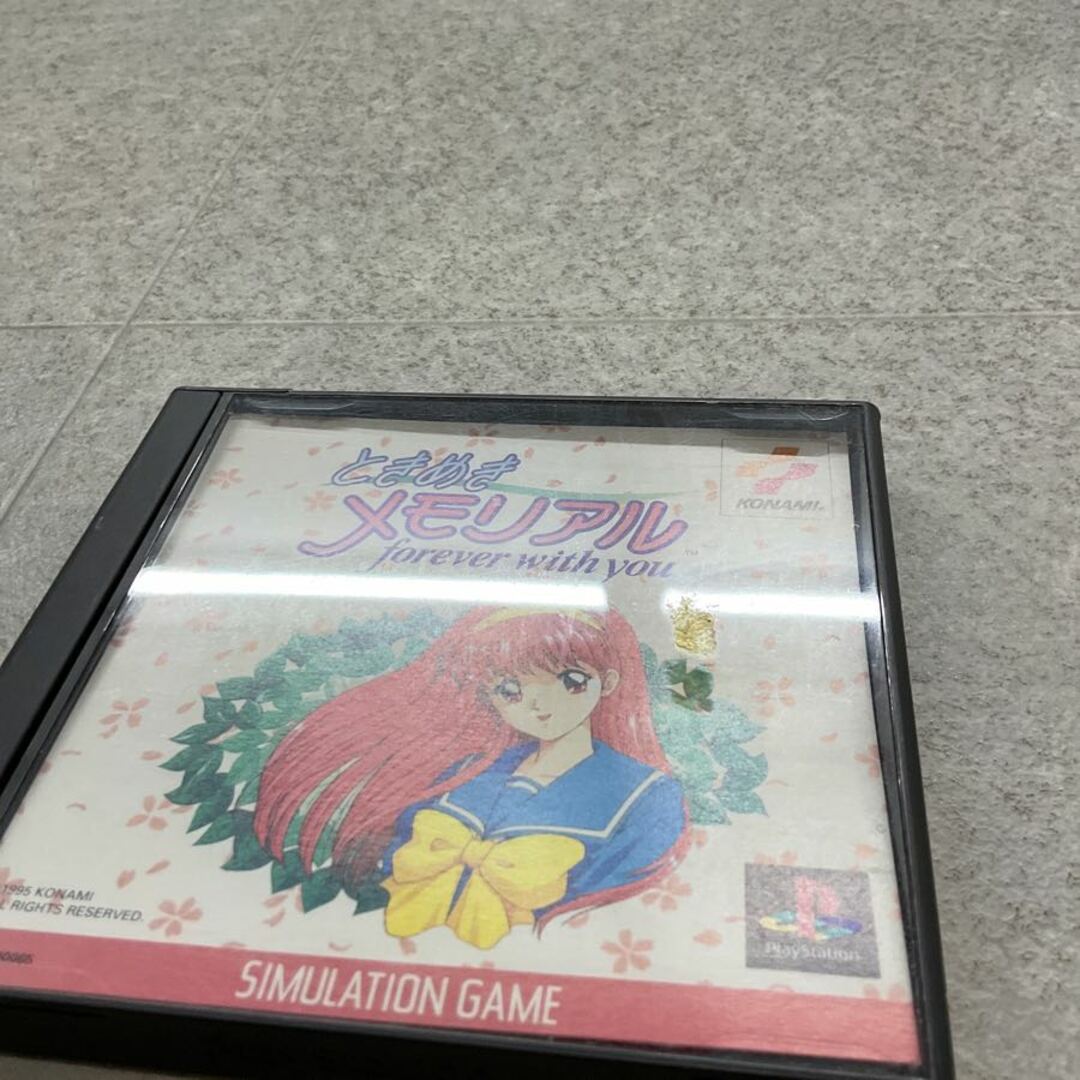 ときめき
メモリアル
forever with you
TM
KONAMI
1995 KONAMI
RIGHTS RESERVED.
PlayStation
SIMULATION GAME